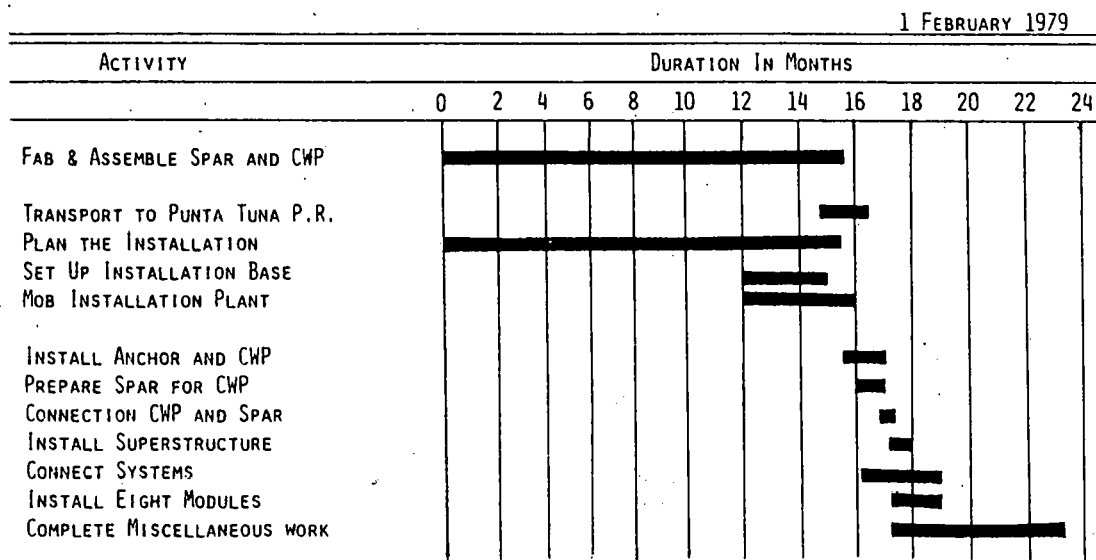 1 FEBRUARY 1979
ACTIVITY DURATION IN MONTHS
0 2 4 6 8 10 12 14 16 18 20 22 24
FAB & ASSEMBLE SPAR AND CWP
TRANSPORT TO PUNTA TUNA P.R.
PLAN THE INSTALLATION
SET UP INSTALLATION BASE
MOB INSTALLATION PLANT
INSTALL ANCHOR AND CWP
PREPARE SPAR FOR CWP
CONNECTION CWP AND SPAR
INSTALL SUPERSTRUCTURE
CONNECT SYSTEMS
INSTALL EIGHT MODULES
COMPLETE MISCELLANEOUS WORK